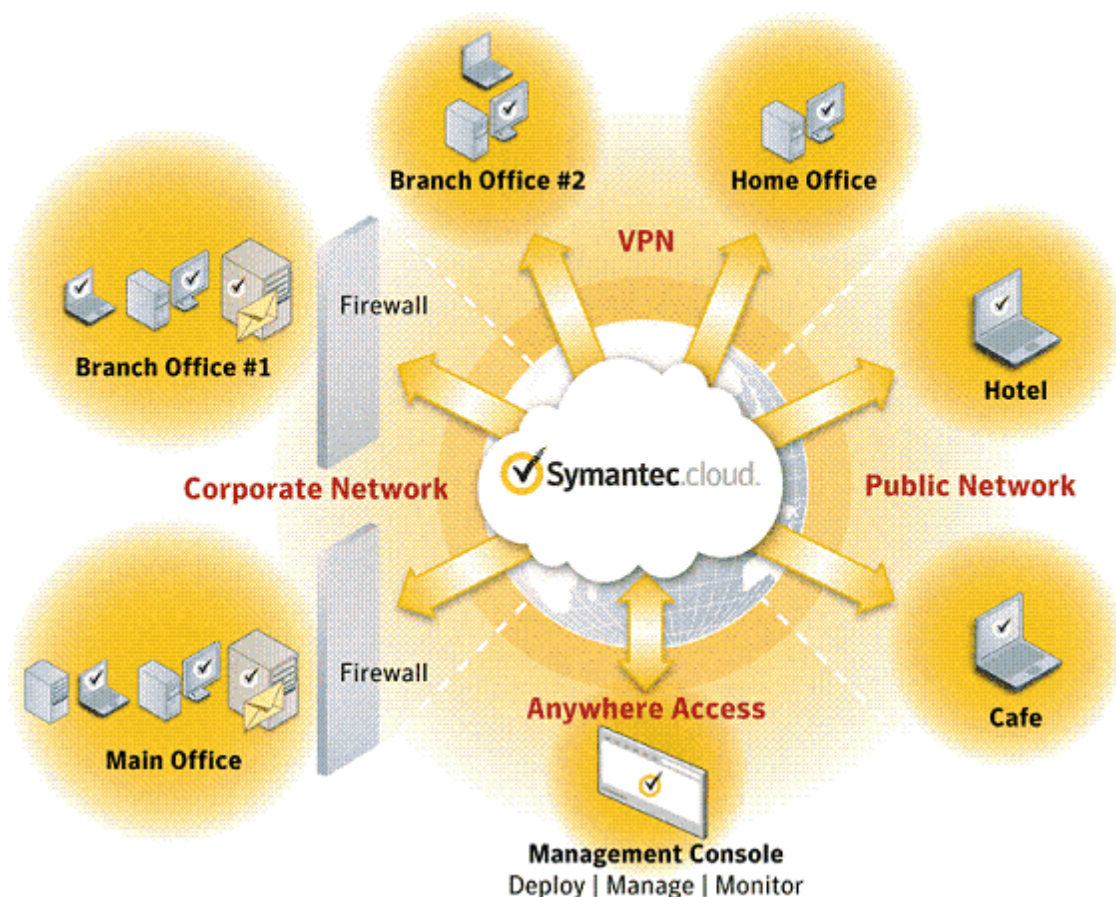 Branch Office #2
Home Office
VPN
Firewall
Branch Office #1
Hotel
Symantec.cloud.
Corporate Network
Public Network
Firewall
Main Office
Anywhere Access
Cafe
Management Console
Deploy | Manage | Monitor